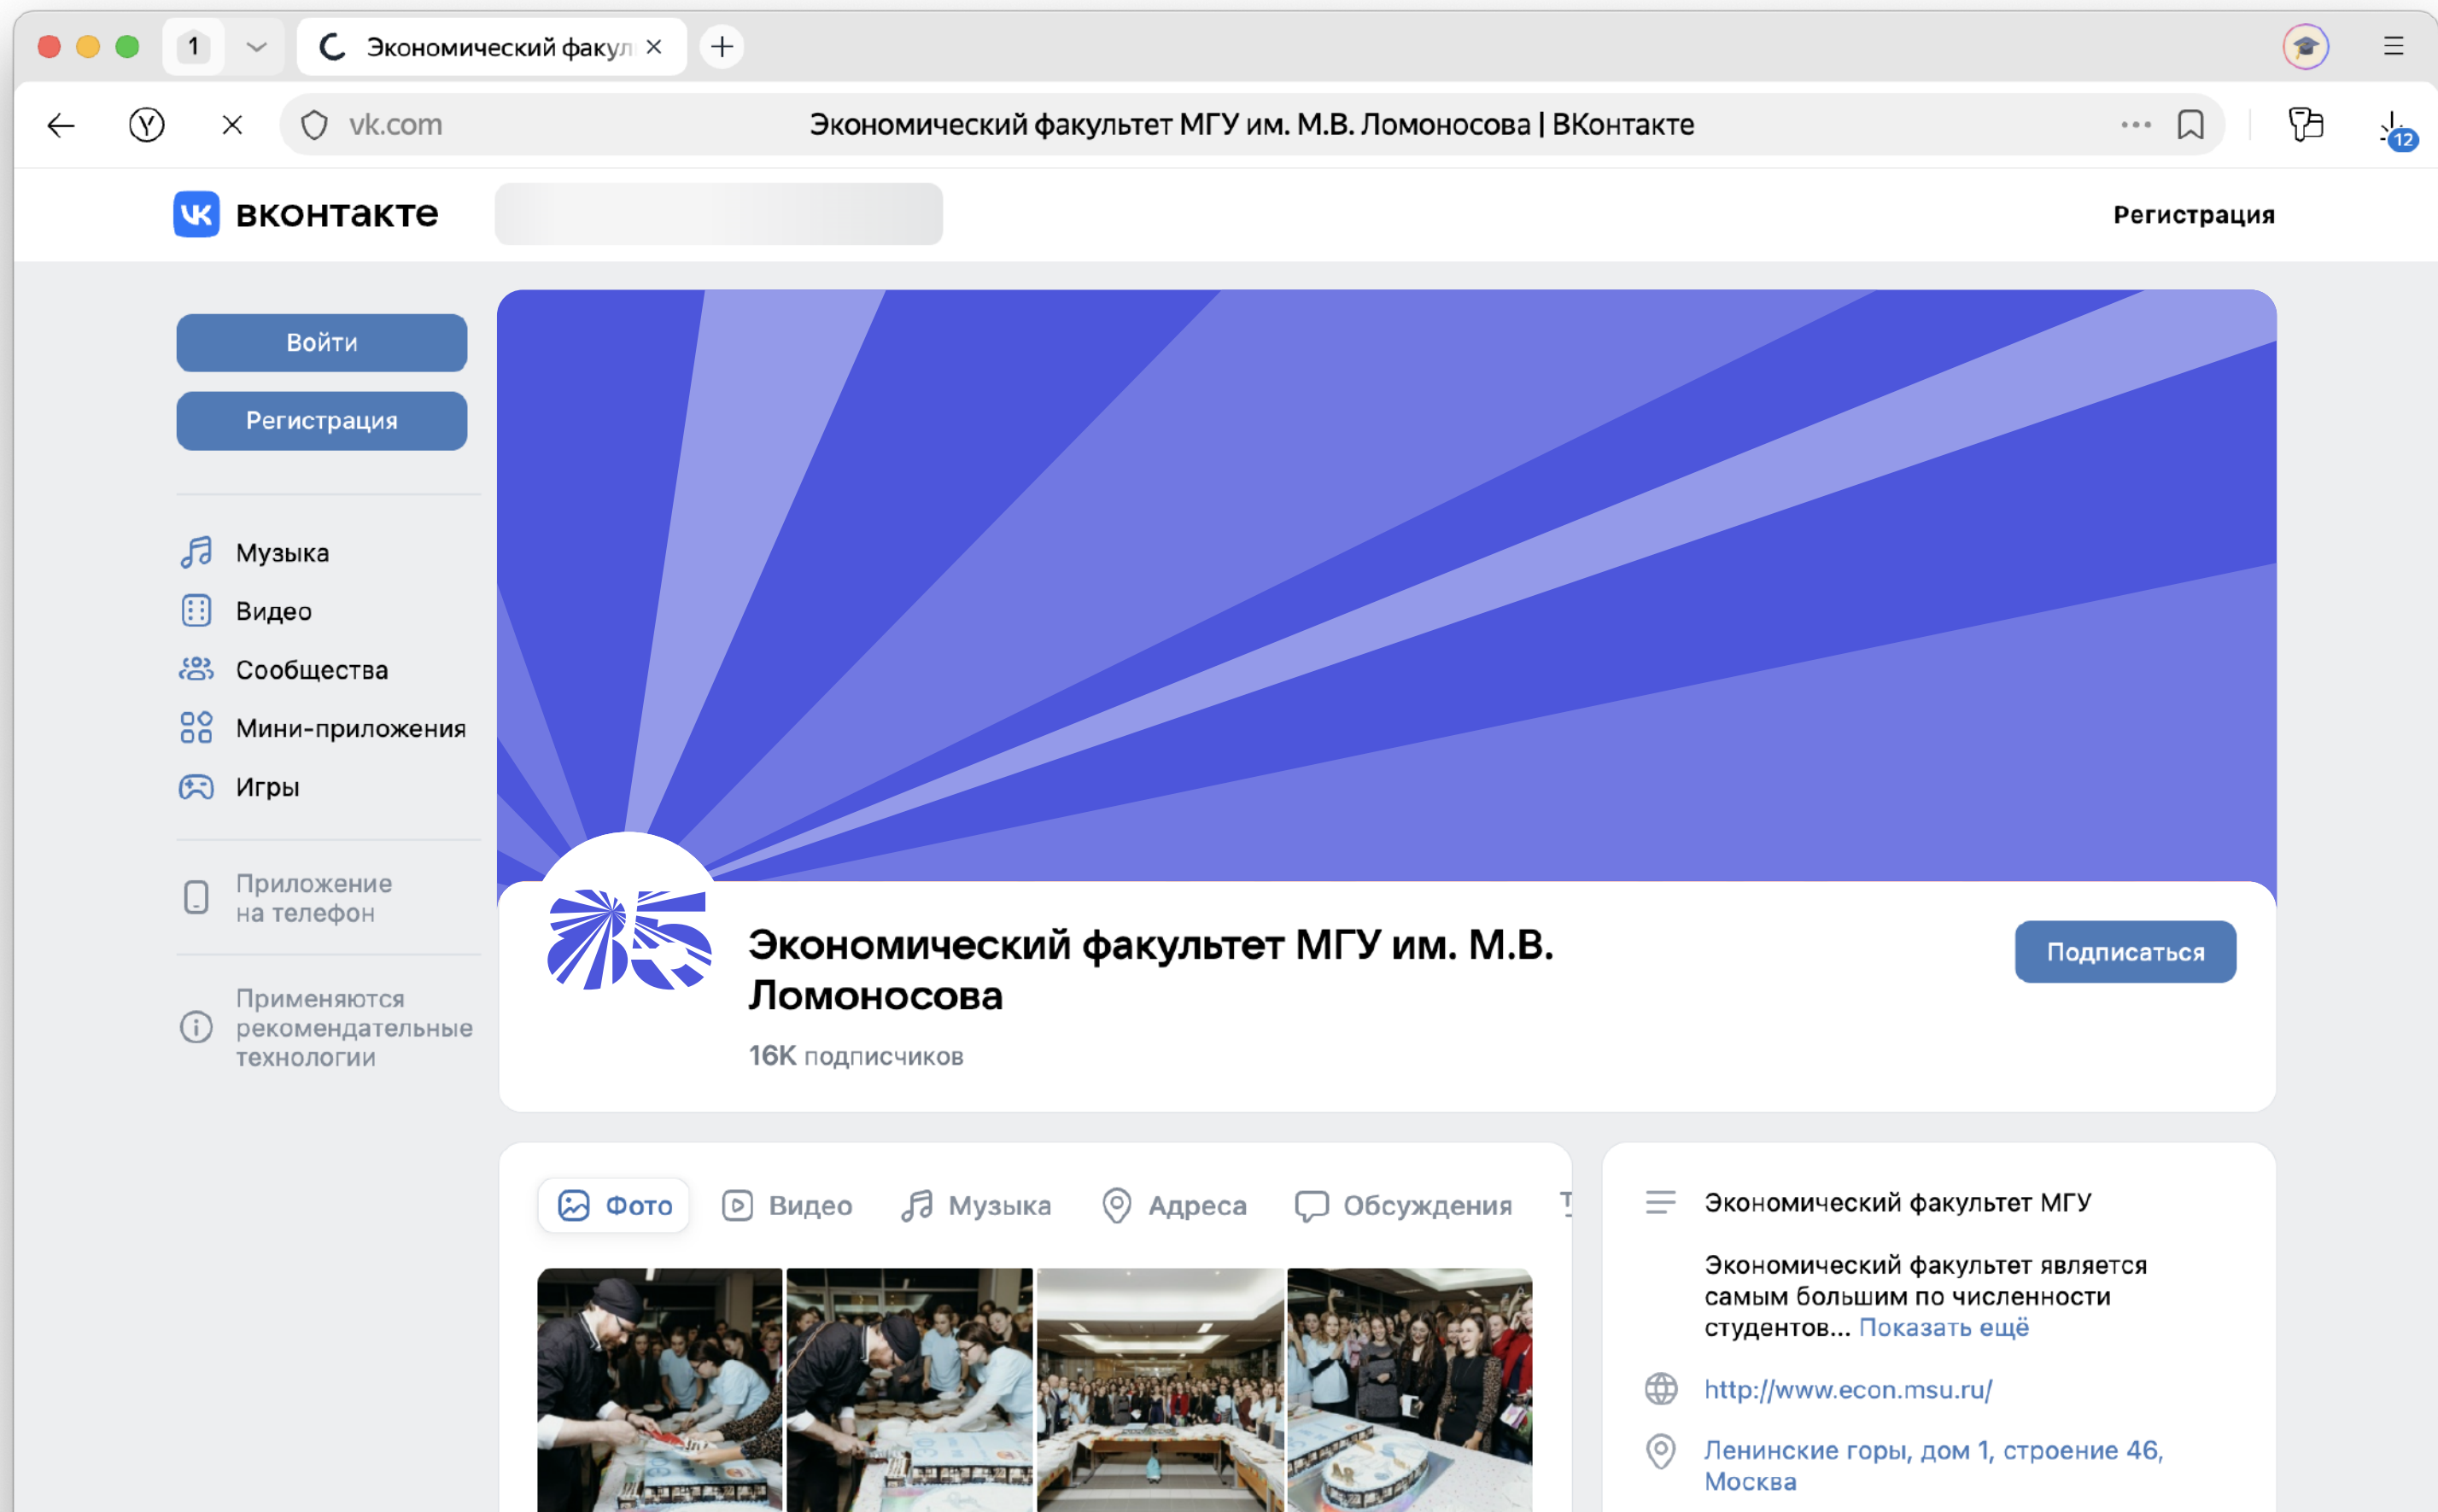 1
Экономический факул
vk.com
Экономический факультет МГУ им. М.В. Ломоносова | ВКонтакте
12
вконтакте
Регистрация
Войти
Регистрация
Музыка
Видео
Сообщества
Мини-приложения
Игры
Приложение
на телефон
Применяются
рекомендательные
технологии
85
Экономический факультет МГУ им. М.В.
Ломоносова
16K подписчиков
Подписаться
Фото
Видео
Музыка
Адреса
Обсуждения
Экономический факультет МГУ
Экономический факультет является
самым большим по численности
студентов... Показать ещё
http://www.econ.msu.ru/
Ленинские горы, дом 1, строение 46,
Москва